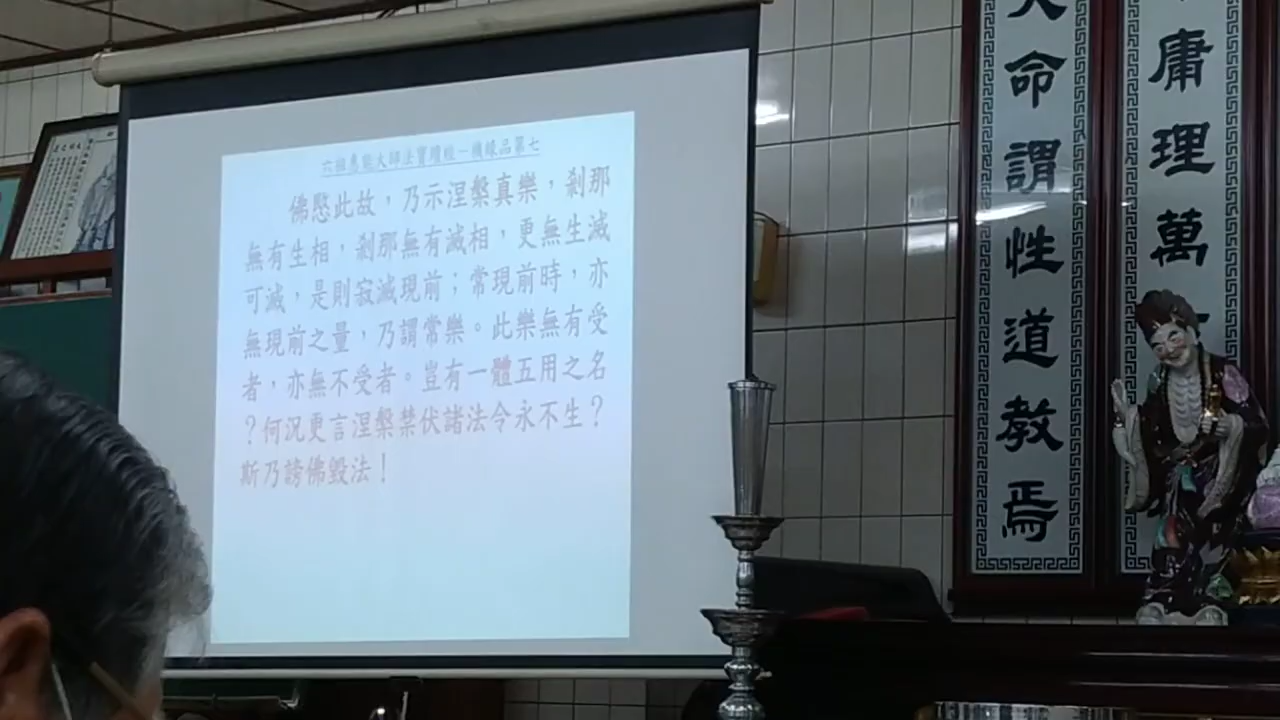 六祖惠能大師法寶壇經－機緣品第七
佛愍此故，乃示涅槃真樂，剎那
無有生相，剎那無有滅相，更無生滅
可滅，是則寂滅現前；常現前時，亦
無現前之量，乃謂常樂。此樂無有受
者，亦無不受者。豈有一體五用之名
？何況更言涅槃禁伏諸法令永不生？
斯乃謗佛毀法！
庸理萬
天命謂性道教焉